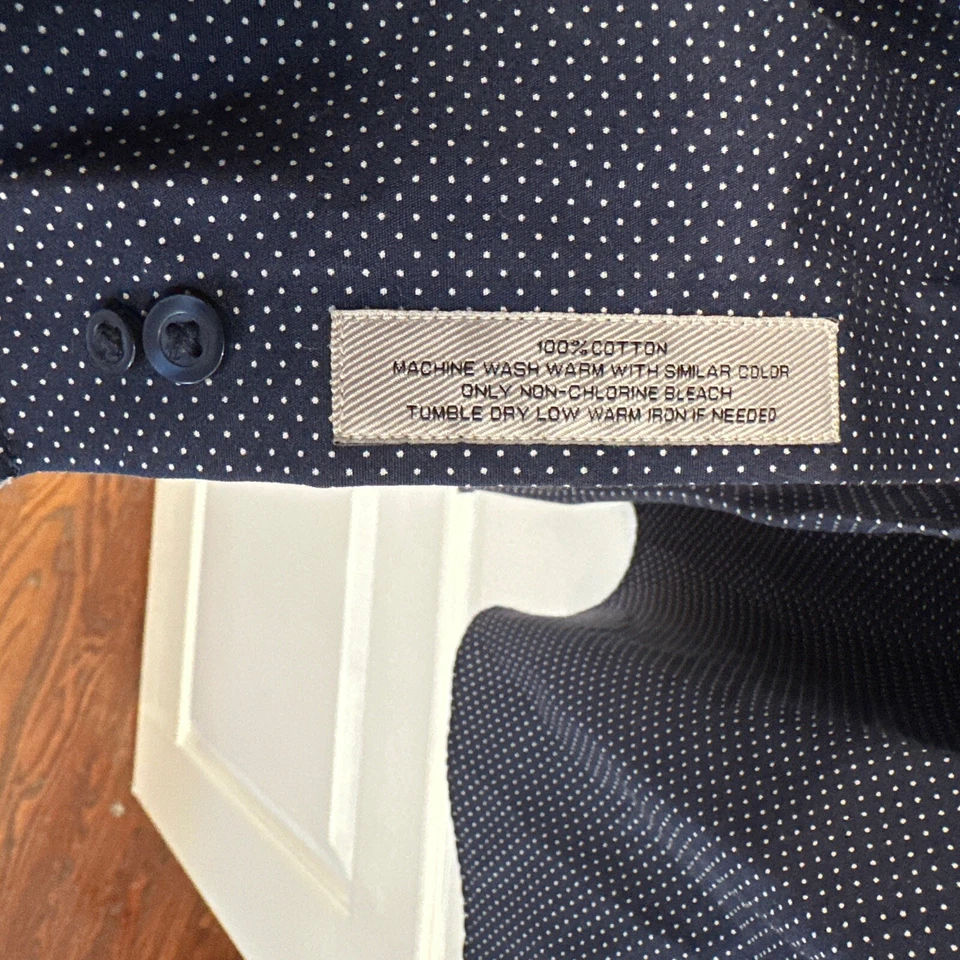 100% COTTON
MACHINE WASH WARM WITH SIMILAR COLOR
ONLY NON-CHLORINE BLEACH
TUMBLE DRY LOW WARM IRON IF NEEDED